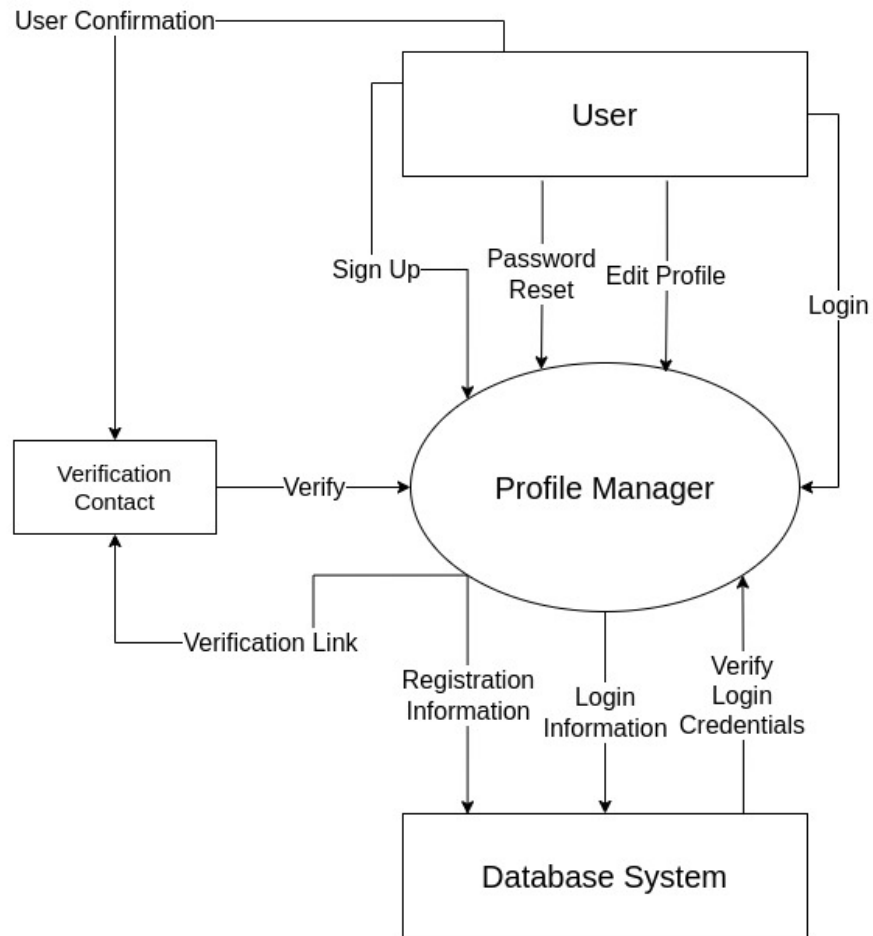 User Confirmation
User
Sign Up
Password
Reset
Edit Profile
Login
Verification
Contact
Verify
Profile Manager
Verification Link
Registration
Information
Login
Information
Verify
Login
Credentials
Database System